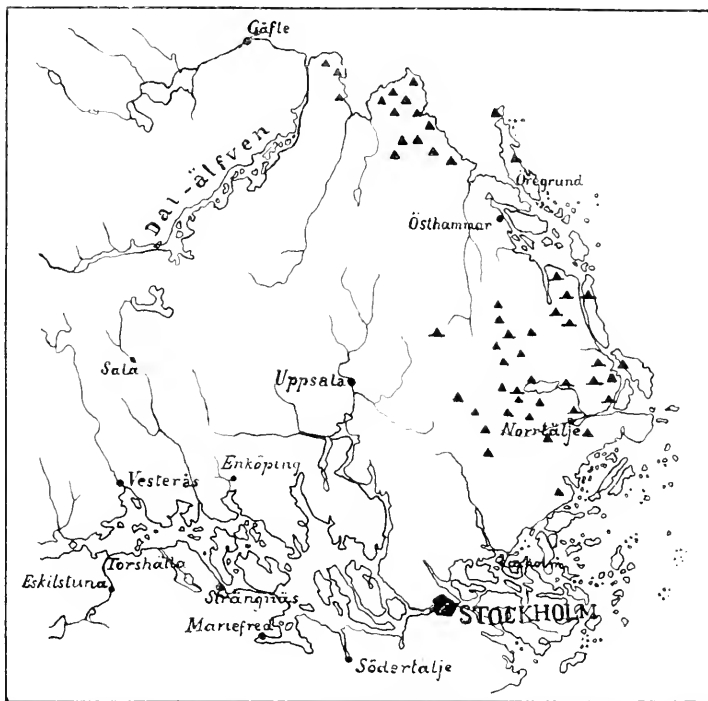 Gäfle
Dal-älfven
Öregrund
Östhammar
Sala
Uppsala
Norrtälje
Enköping
Vesterås
Torshälla
Eskilstuna
Strängnäs
Mariefred
STOCKHOLM
Södertälje